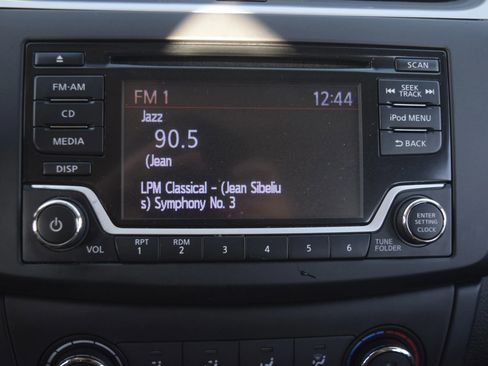 SCAN
FM·AM
CD
MEDIA
DISP
FM 1 12:44
Jazz
90.5
(Jean
LPM Classical - (Jean Sibeliu
s) Symphony No. 3
SEEK
TRACK
iPod MENU
BACK
VOL
RPT
1
RDM
2
3
4
5
6
TUNE
FOLDER
ENTER
SETTING
CLOCK